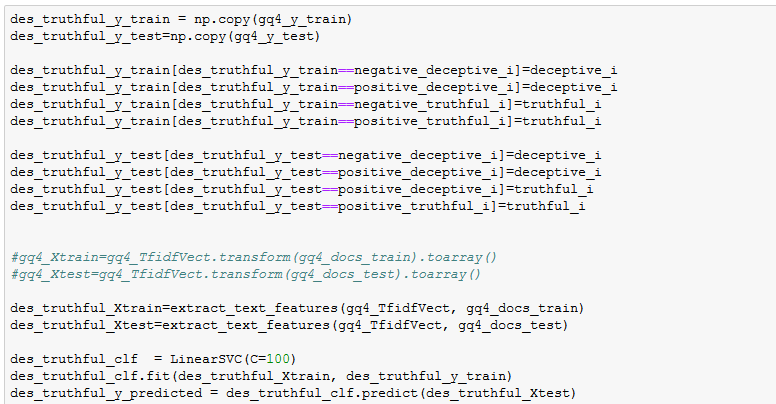 des_truthful_y_train = np.copy(gq4_y_train)
des_truthful_y_test=np.copy(gq4_y_test)
des_truthful_y_train[des_truthful_y_train==negative_deceptive_i]=deceptive_i
des_truthful_y_train[des_truthful_y_train==positive_deceptive_i]=deceptive_i
des_truthful_y_train[des_truthful_y_train==negative_truthful_i]=truthful_i
des_truthful_y_train[des_truthful_y_train==positive_truthful_i]=truthful_i
des_truthful_y_test[des_truthful_y_test==negative_deceptive_i]=deceptive_i
des_truthful_y_test[des_truthful_y_test==positive_deceptive_i]=deceptive_i
des_truthful_y_test[des_truthful_y_test==positive_deceptive_i]=truthful_i
des_truthful_y_test[des_truthful_y_test==positive_truthful_i]=truthful_i
#gq4_Xtrain=gq4_TfidfVect.transform(gq4_docs_train).toarray()
#gq4_Xtest=gq4_TfidfVect.transform(gq4_docs_test).toarray()
des_truthful_Xtrain=extract_text_features(gq4_TfidfVect, gq4_docs_train)
des_truthful_Xtest=extract_text_features(gq4_TfidfVect, gq4_docs_test)
des_truthful_clf  = LinearSVC(C=100)
des_truthful_clf.fit(des_truthful_Xtrain, des_truthful_y_train)
des_truthful_y_predicted = des_truthful_clf.predict(des_truthful_Xtest)